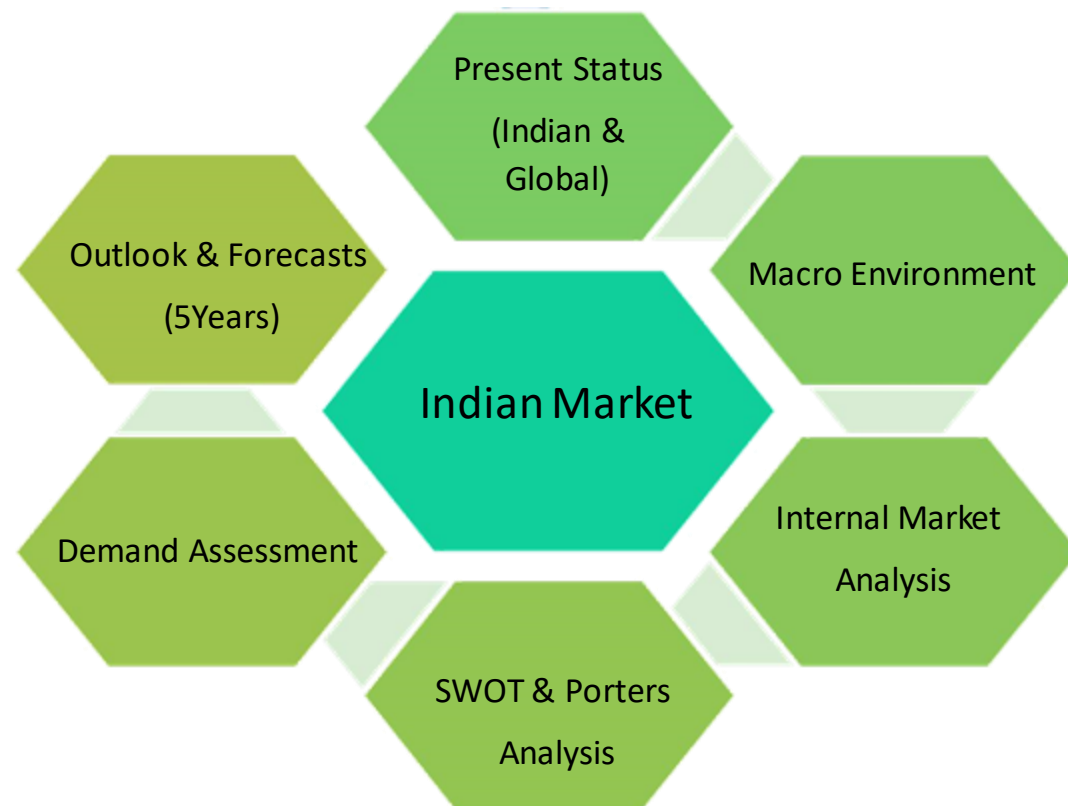 Present Status
(Indian &
Global)
Macro Environment
Internal Market
Analysis
SWOT & Porters
Analysis
Demand Assessment
Outlook & Forecasts
(5Years)
Indian Market